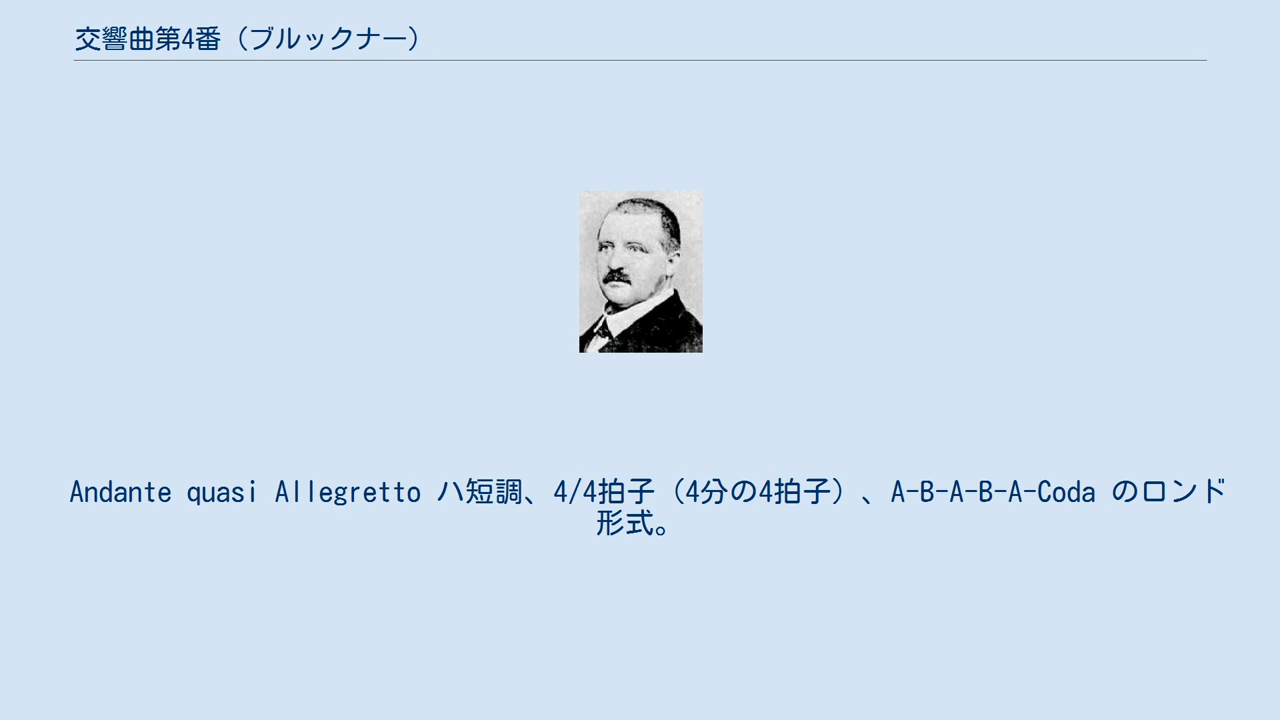 交響曲第4番（ブルックナー）
Andante quasi Allegretto ハ短調、4/4拍子（4分の4拍子）、A-B-A-B-A-Coda のロンド
形式。